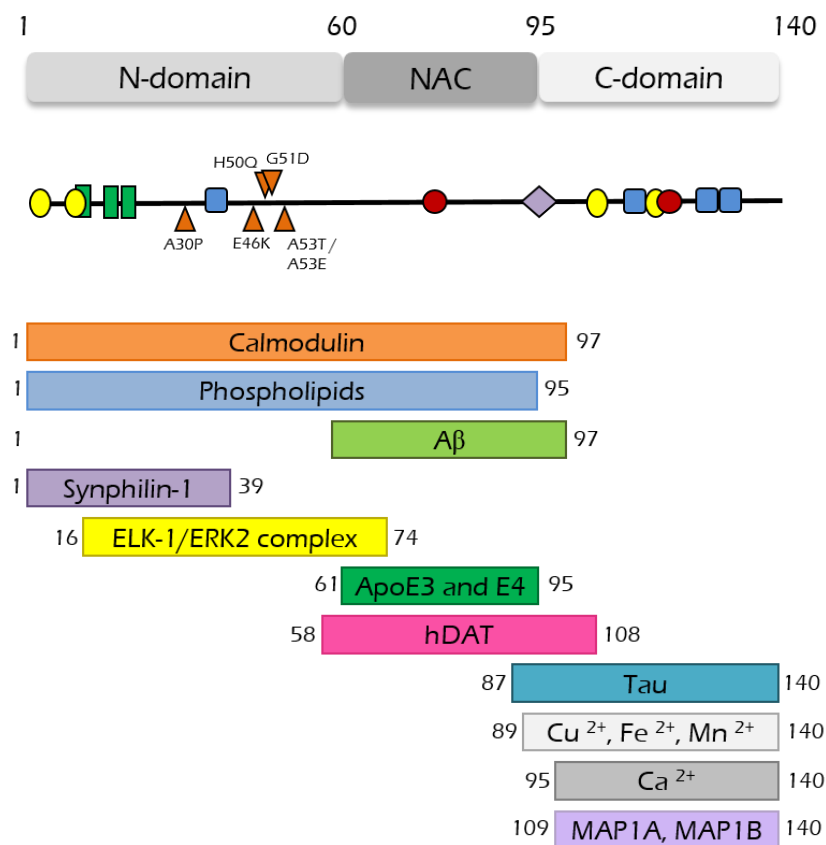 1 60 95 140
N-domain NAC C-domain
H50Q G51D
A30P E46K A53T /
A53E
1 Calmodulin 97
1 Phospholipids 95
1 Aβ 97
1 Synphilin-1 39
16 ELK-1/ERK2 complex 74
61 ApoE3 and E4 95
58 hDAT 108
87 Tau 140
89 Cu ²⁺, Fe ²⁺, Mn ²⁺ 140
95 Ca ²⁺ 140
109 MAP1A, MAP1B 140